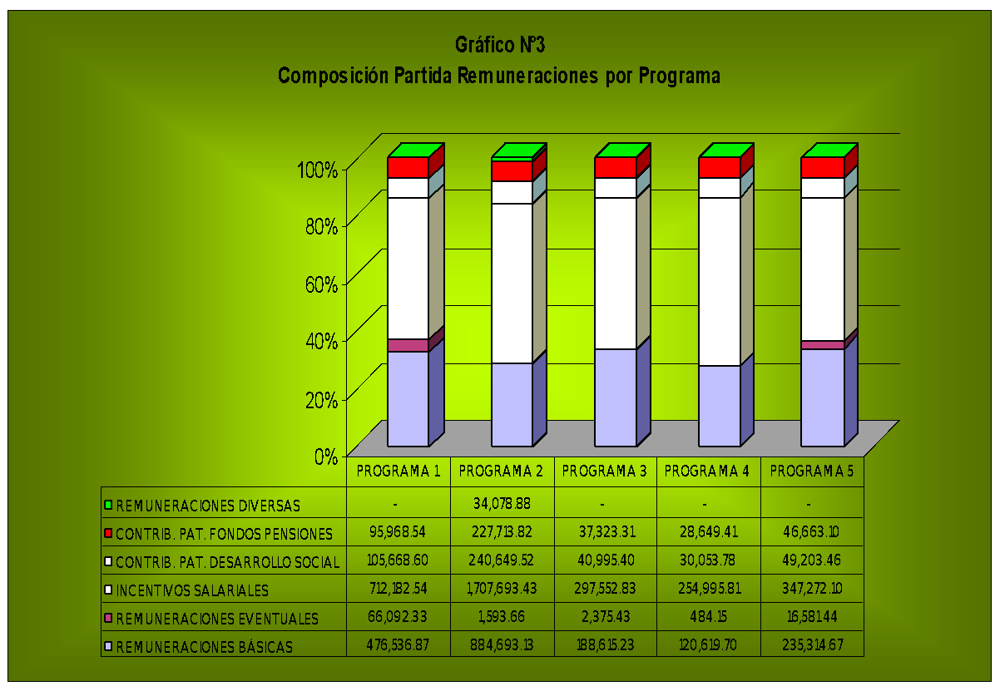 Gráfico N°3
Composición Partida Remuneraciones por Programa
100%
80%
60%
40%
20%
0%
PROGRAMA 1 PROGRAMA 2 PROGRAMA 3 PROGRAMA 4 PROGRAMA 5
REMUNERACIONES DIVERSAS - 34,078.88 - - -
CONTRIB. PAT. FONDOS PENSIONES 95,968.54 227,713.82 37,323.31 28,649.41 46,663.10
CONTRIB. PAT. DESARROLLO SOCIAL 105,668.60 240,649.52 40,995.40 30,053.78 49,203.46
INCENTIVOS SALARIALES 712,182.54 1,707,693.43 297,552.83 254,995.81 347,272.10
REMUNERACIONES EVENTUALES 66,092.33 1,593.66 2,375.43 484.15 16,581.44
REMUNERACIONES BÁSICAS 476,536.87 884,693.13 188,615.23 120,619.70 235,314.67